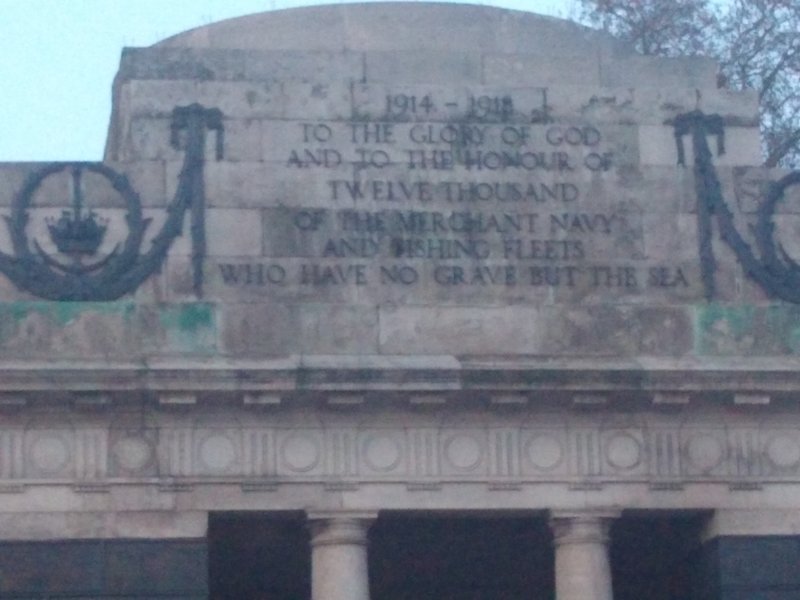 1914 - 1918
TO THE GLORY OF GOD
AND TO THE HONOUR OF
TWELVE THOUSAND
OF THE MERCHANT NAVY
AND FISHING FLEETS
WHO HAVE NO GRAVE BUT THE SEA